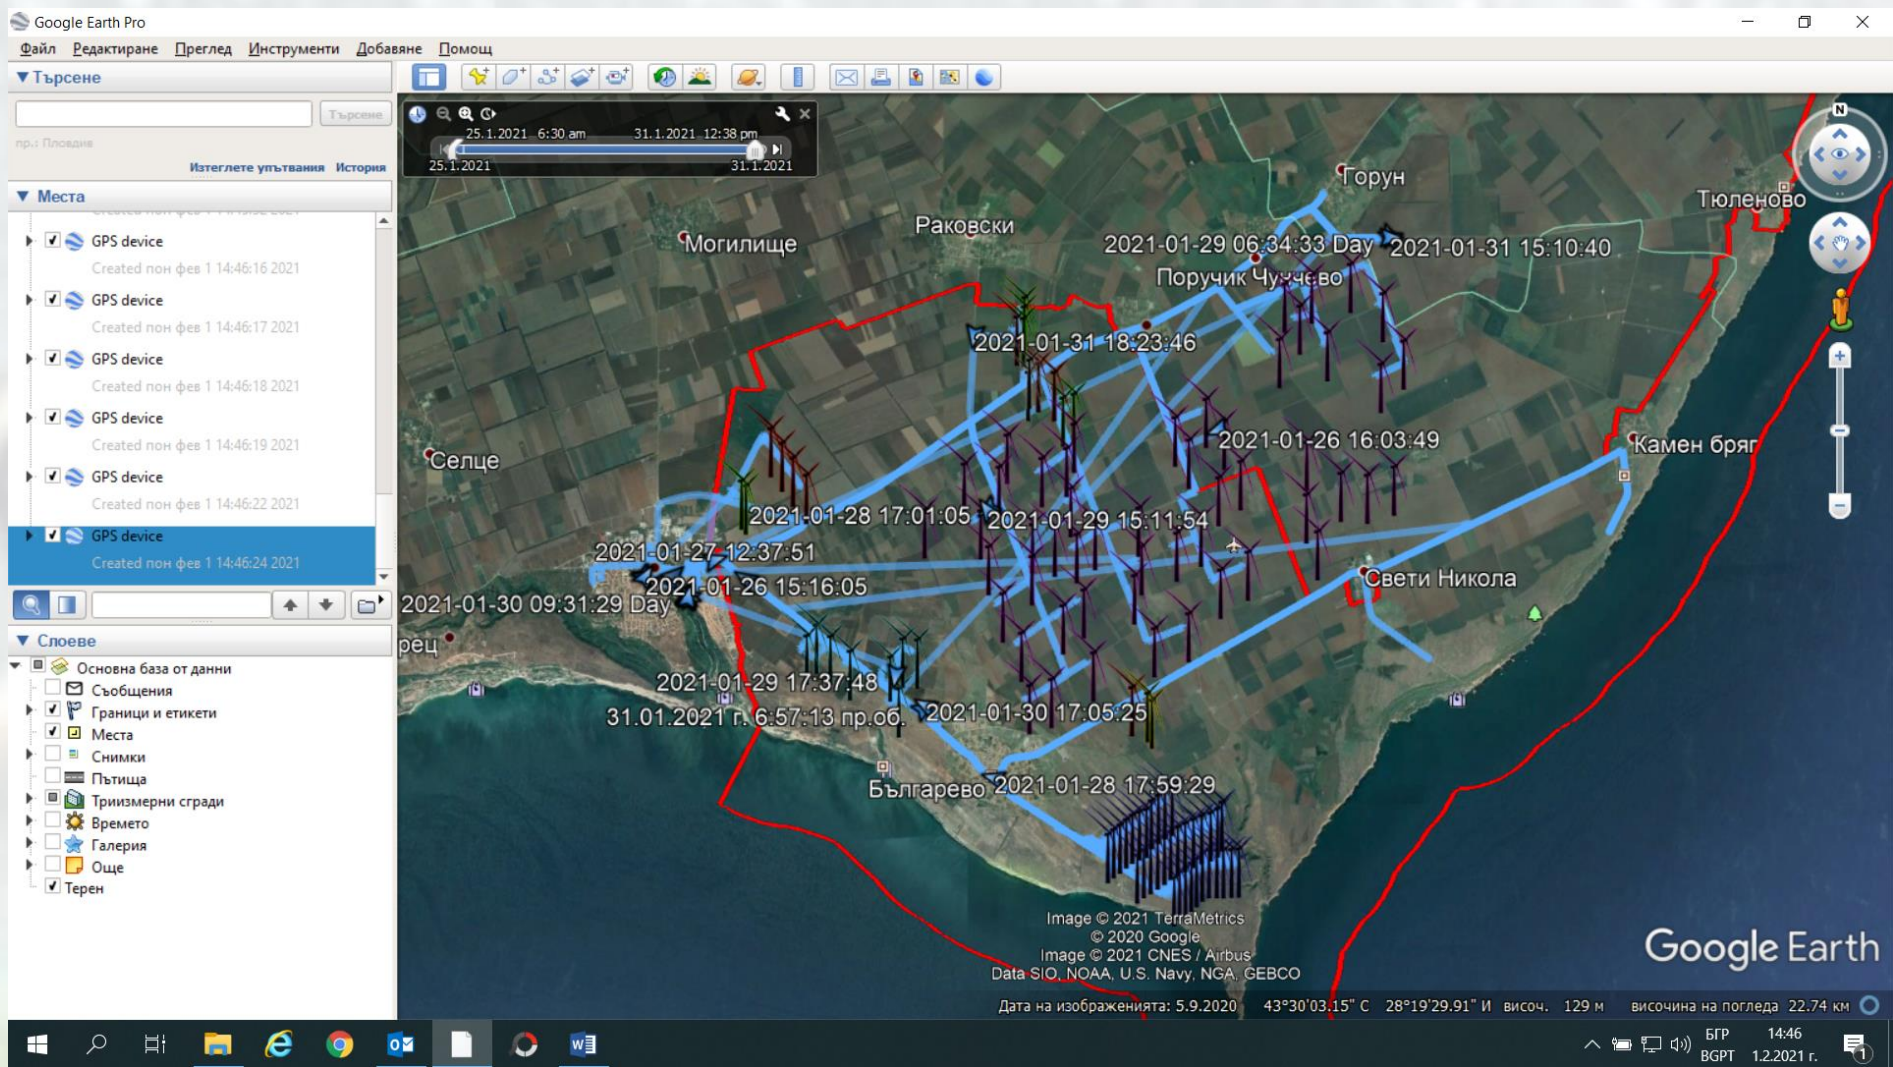 Google Earth Pro
Файл Редактиране Преглед Инструменти Добавяне Помощ
Търсене
Търсене
пр.: Пловдив
Изтеглете упътвания История
Места
GPS device
Created пон фев 1 14:46:16 2021
GPS device
Created пон фев 1 14:46:17 2021
GPS device
Created пон фев 1 14:46:18 2021
GPS device
Created пон фев 1 14:46:19 2021
GPS device
Created пон фев 1 14:46:22 2021
GPS device
Created пон фев 1 14:46:24 2021
Слоеве
Основна база от данни
Съобщения
Граници и етикети
Места
Снимки
Пътища
Триизмерни сгради
Времето
Галерия
Още
Терен
25.1.2021 6:30 am 31.1.2021 12:38 pm
25.1.2021 31.1.2021
N
Горун
Тюленово
Раковски
Могилище
2021-01-29 06:34:33 Day
2021-01-31 15:10:40
Поручик Чунчево
2021-01-31 18:23:46
2021-01-26 16:03:49
Камен бряг
Селце
2021-01-28 17:01:05
2021-01-29 15:11:54
2021-01-27 12:37:51
2021-01-26 15:16:05
Свети Никола
2021-01-30 09:31:29 Day
рец
2021-01-29 17:37:48
31.01.2021 г. 6:57:13 пр.об.
2021-01-30 17:05:25
Българево
2021-01-28 17:59:29
Image © 2021 TerraMetrics
© 2020 Google
Image © 2021 CNES / Airbus
Data SIO, NOAA, U.S. Navy, NGA, GEBCO
Google Earth
Дата на изображенията: 5.9.2020 43°30'03.15" С 28°19'29.91" И височ. 129 м височина на погледа 22.74 км
БГР 14:46
BGPT 1.2.2021 г.
1